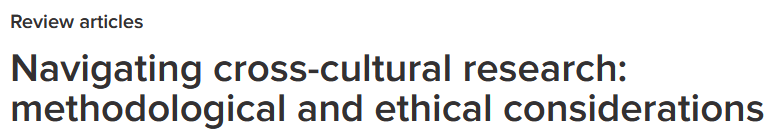 Review articles
Navigating cross-cultural research:
methodological and ethical considerations